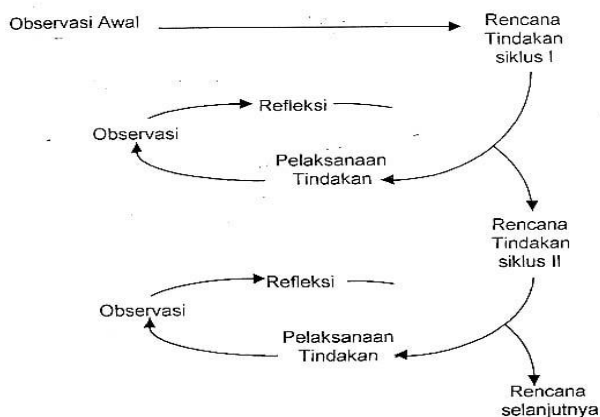 Observasi Awal
Rencana
Tindakan
siklus I
Refleksi
Observasi
Pelaksanaan
Tindakan
Rencana
Tindakan
siklus II
Refleksi
Observasi
Pelaksanaan
Tindakan
Rencana
selanjutnya